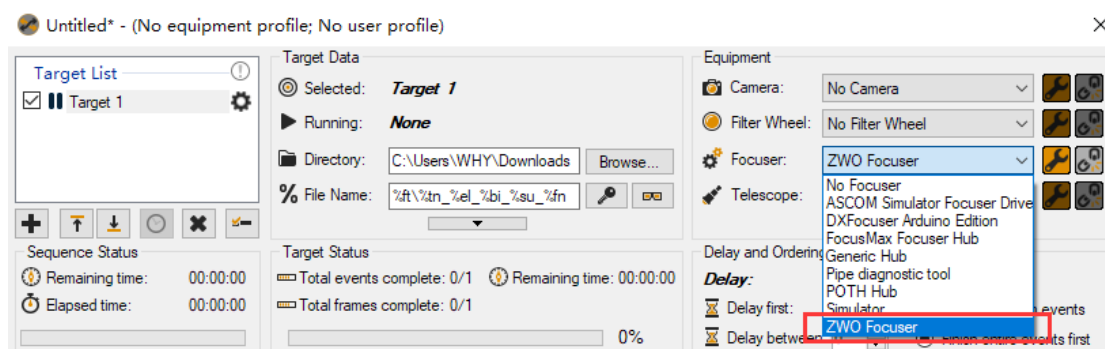 Untitled* - (No equipment profile; No user profile)
Target List
Target 1
Sequence Status
Remaining time: 00:00:00
Elapsed time: 00:00:00
Target Data
Selected: Target 1
Running: None
Directory: C:\Users\WHY\Downloads Browse...
File Name: %ft\%tn_%el_%bi_%su_%fn
Target Status
Total events complete: 0/1 Remaining time: 00:00:00
Total frames complete: 0/1
0%
Equipment
Camera: No Camera
Filter Wheel: No Filter Wheel
Focuser: ZWO Focuser
Telescope:
No Focuser
ASCOM Simulator Focuser Drive
DXFocuser Arduino Edition
FocusMax Focuser Hub
Generic Hub
Pipe diagnostic tool
POTH Hub
Simulator
ZWO Focuser
Delay and Ordering
Delay:
Delay first: events
Delay between Finish entire events first